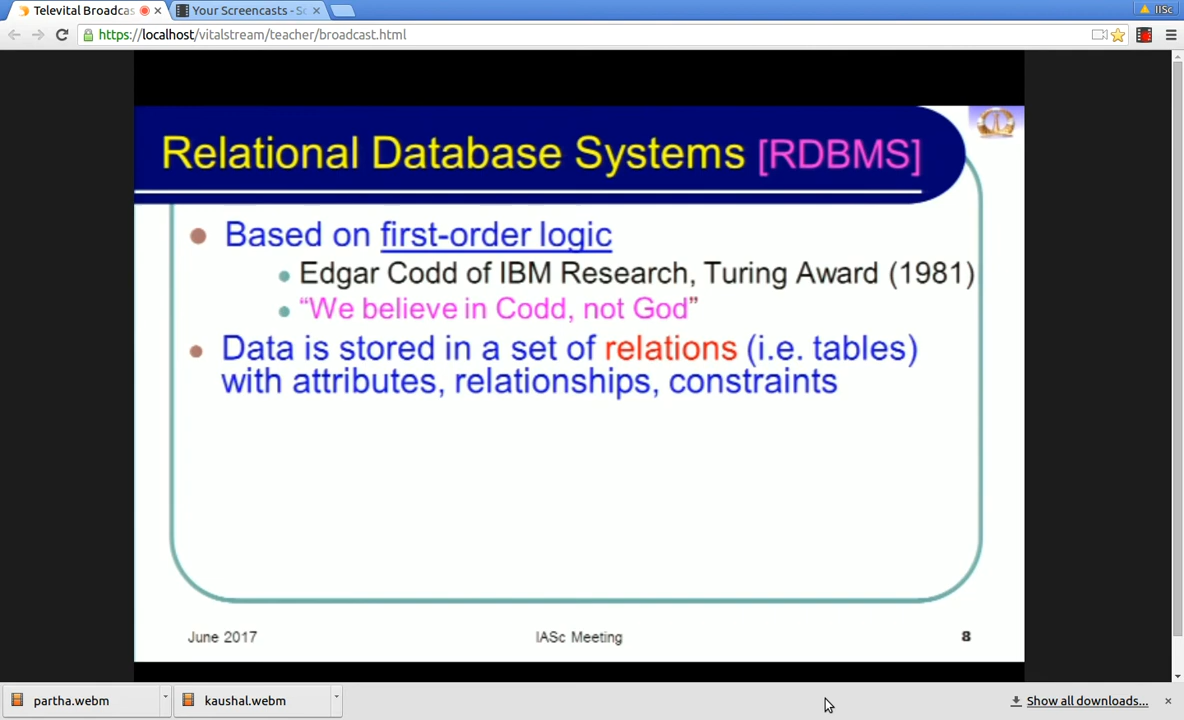 Televital Broadcas
Your Screencasts - Sc
IISc
https://localhost/vitalstream/teacher/broadcast.html
Relational Database Systems [RDBMS]
Based on first-order logic
Edgar Codd of IBM Research, Turing Award (1981)
“We believe in Codd, not God”
Data is stored in a set of relations (i.e. tables)
with attributes, relationships, constraints
June 2017
IASc Meeting
8
partha.webm
kaushal.webm
Show all downloads...